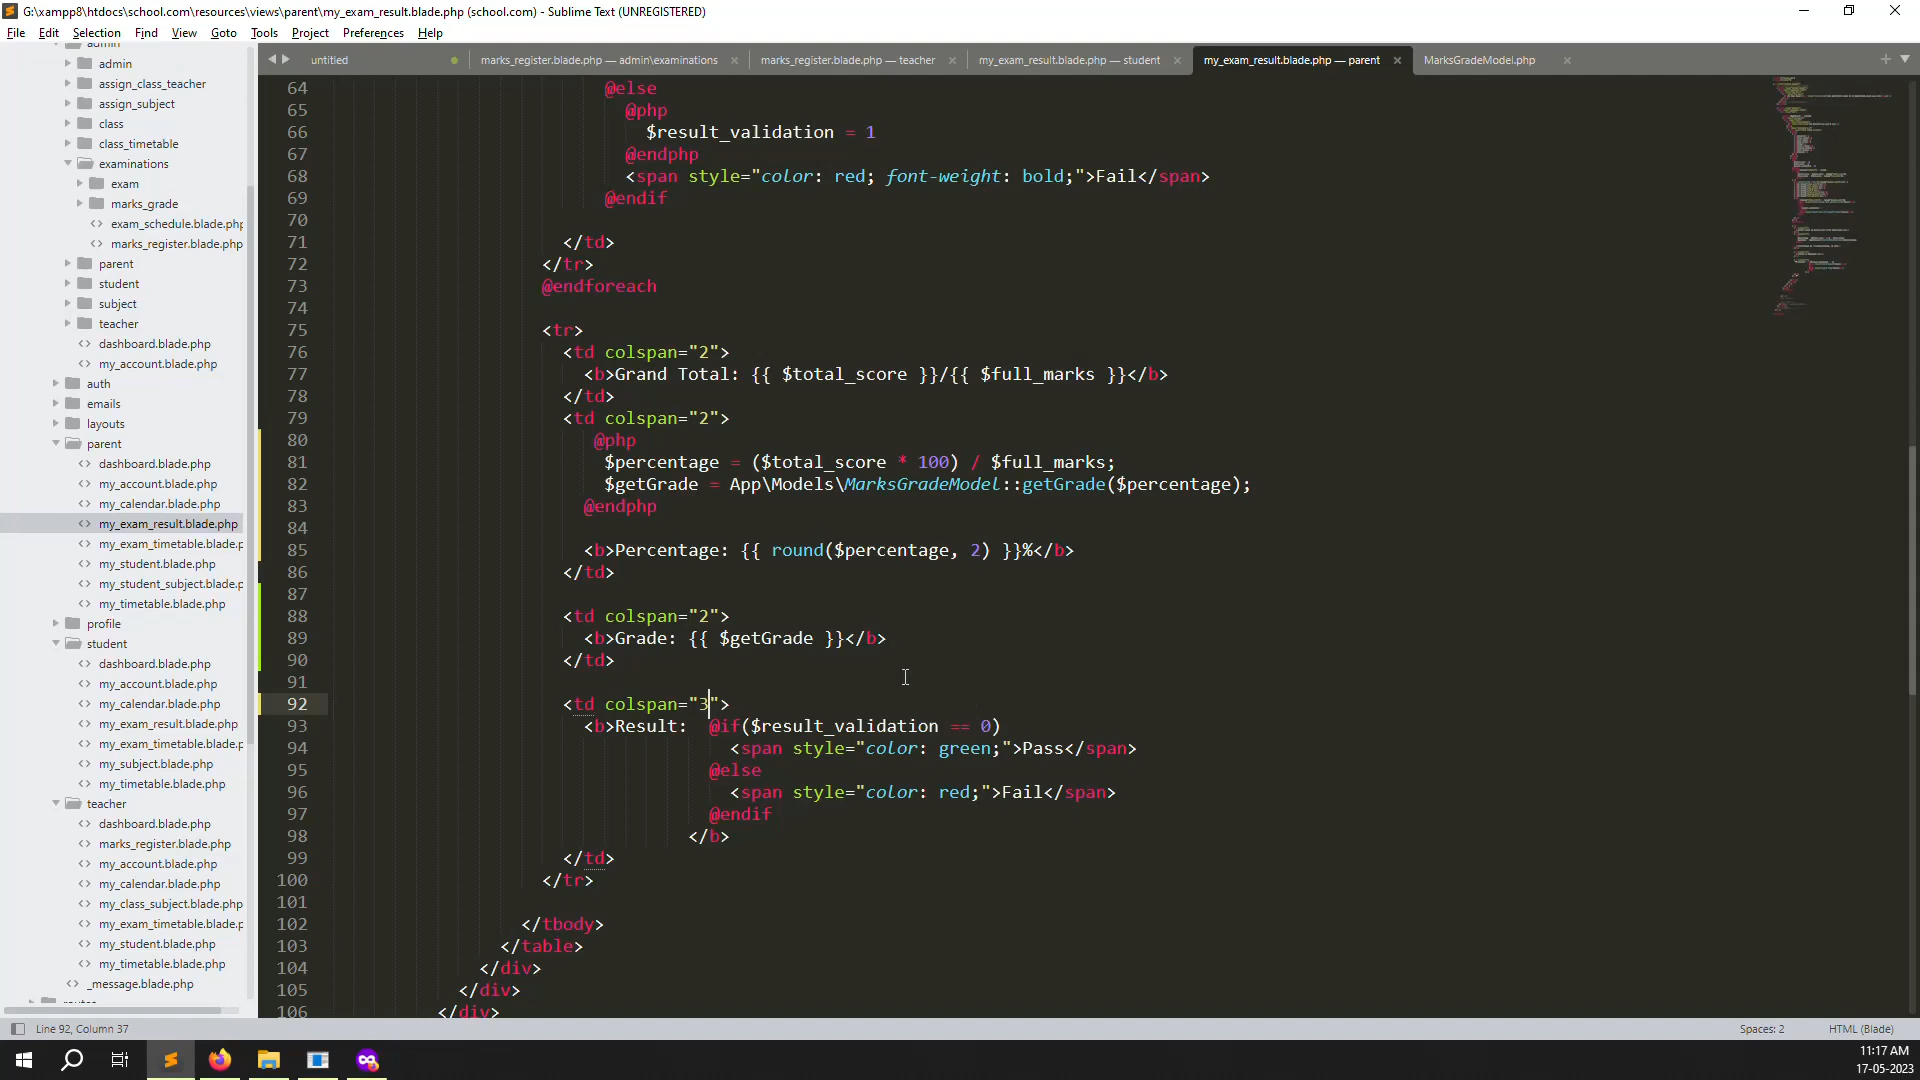 G:\xampp8\htdocs\school.com\resources\views\parent\my_exam_result.blade.php (school.com) - Sublime Text (UNREGISTERED)
File Edit Selection Find View Goto Tools Project Preferences Help
untitled
marks_register.blade.php — admin\examinations
marks_register.blade.php — teacher
my_exam_result.blade.php — student
my_exam_result.blade.php — parent
MarksGradeModel.php
admin
admin
assign_class_teacher
assign_subject
class
class_timetable
examinations
exam
marks_grade
exam_schedule.blade.php
marks_register.blade.php
parent
student
subject
teacher
dashboard.blade.php
my_account.blade.php
auth
emails
layouts
parent
dashboard.blade.php
my_account.blade.php
my_calendar.blade.php
my_exam_result.blade.php
my_exam_timetable.blade.p
my_student.blade.php
my_student_subject.blade.p
my_timetable.blade.php
profile
student
dashboard.blade.php
my_account.blade.php
my_calendar.blade.php
my_exam_result.blade.php
my_exam_timetable.blade.p
my_subject.blade.php
my_timetable.blade.php
teacher
dashboard.blade.php
marks_register.blade.php
my_account.blade.php
my_calendar.blade.php
my_class_subject.blade.php
my_exam_timetable.blade.p
my_student.blade.php
my_timetable.blade.php
_message.blade.php
64 @else
65 @php
66 $result_validation = 1
67 @endphp
68 <span style="color: red; font-weight: bold;">Fail</span>
69 @endif
70
71 </td>
72 </tr>
73 @endforeach
74
75 <tr>
76 <td colspan="2">
77 <b>Grand Total: {{ $total_score }}/{{ $full_marks }}</b>
78 </td>
79 <td colspan="2">
80 @php
81 $percentage = ($total_score * 100) / $full_marks;
82 $getGrade = App\Models\MarksGradeModel::getGrade($percentage);
83 @endphp
84
85 <b>Percentage: {{ round($percentage, 2) }}%</b>
86 </td>
87
88 <td colspan="2">
89 <b>Grade: {{ $getGrade }}</b>
90 </td>
91
92 <td colspan="3">
93 <b>Result: @if($result_validation == 0)
94 <span style="color: green;">Pass</span>
95 @else
96 <span style="color: red;">Fail</span>
97 @endif
98 </b>
99 </td>
100 </tr>
101
102 </tbody>
103 </table>
104 </div>
105 </div>
106 </div>
Line 92, Column 37
Spaces: 2
HTML (Blade)
11:17 AM
17-05-2023